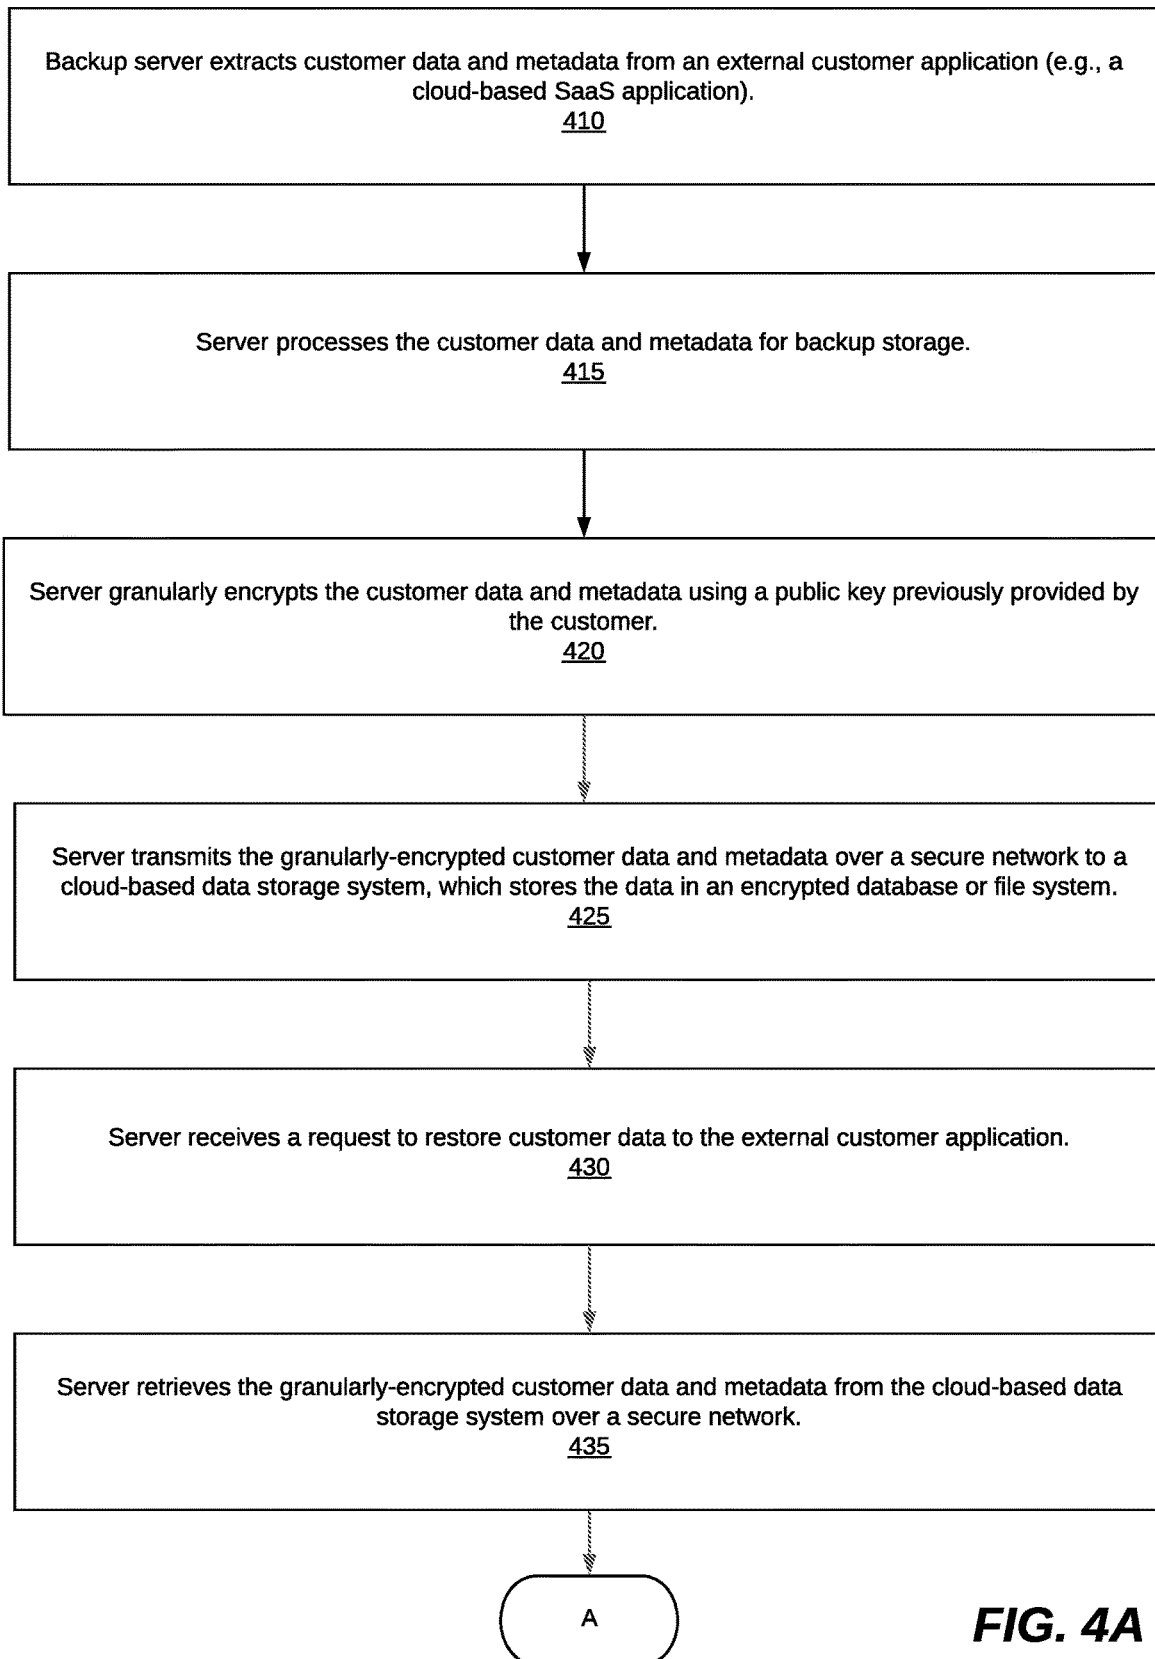 Backup server extracts customer data and metadata from an external customer application (e.g., a
cloud-based SaaS application).
410
Server processes the customer data and metadata for backup storage.
415
Server granularly encrypts the customer data and metadata using a public key previously provided by
the customer.
420
Server transmits the granularly-encrypted customer data and metadata over a secure network to a
cloud-based data storage system, which stores the data in an encrypted database or file system.
425
Server receives a request to restore customer data to the external customer application.
430
Server retrieves the granularly-encrypted customer data and metadata from the cloud-based data
storage system over a secure network.
435
A
FIG. 4A